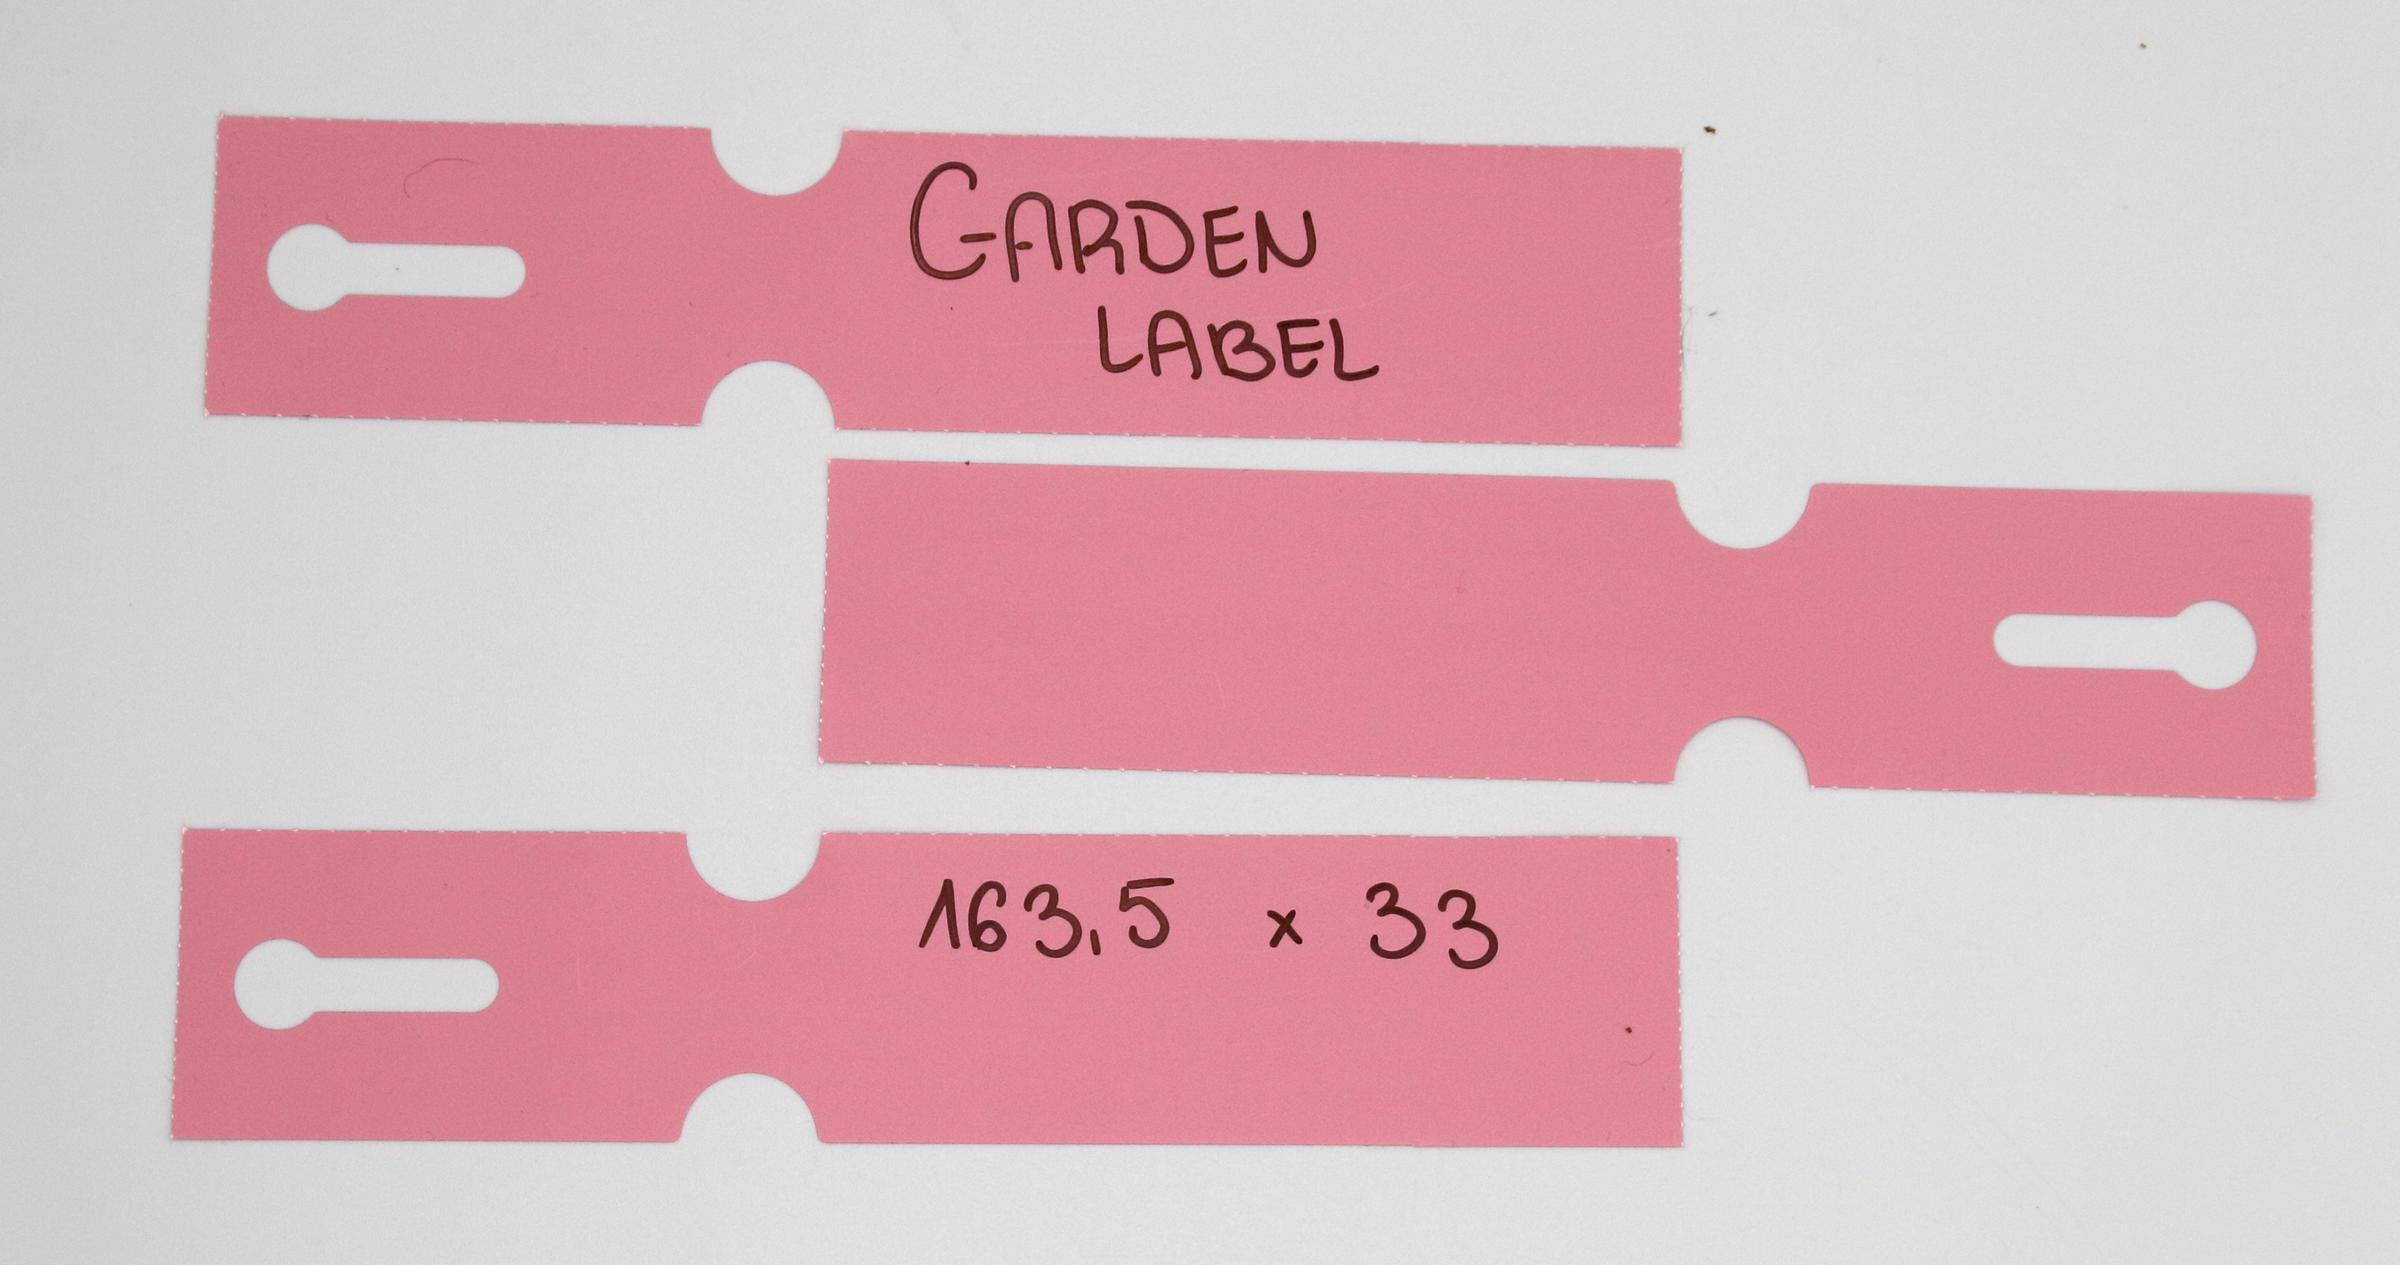 GARDEN
LABEL
163,5 x 33